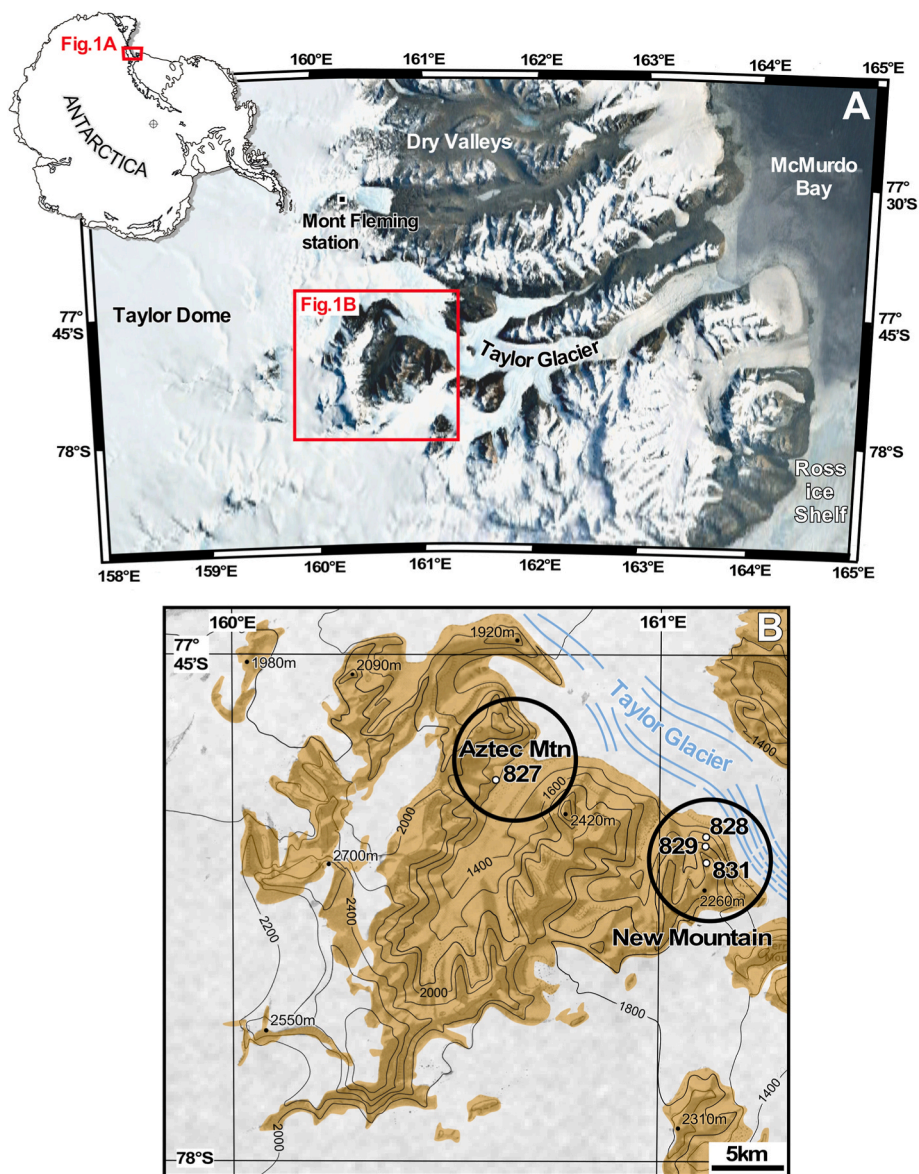 Fig.1A
ANTARCTICA
160°E
161°E
162°E
163°E
164°E
165°E
A
Dry Valleys
McMurdo
Bay
77°
30'S
Mont Fleming
station
Fig.1B
Taylor Dome
77°
45'S
77°
45'S
Taylor Glacier
78°S
78°S
Ross
ice
Shelf
158°E
159°E
160°E
161°E
162°E
163°E
164°E
165°E
160°E
161°E
B
77°
45'S
1920m
1980m
2090m
Taylor Glacier
1400
Aztec Mtn
827
1600
2000
2420m
828
829
831
1400
2700m
2260m
2400
2200
New Mountain
2000
1800
2550m
1400
2000
2310m
78°S
5km